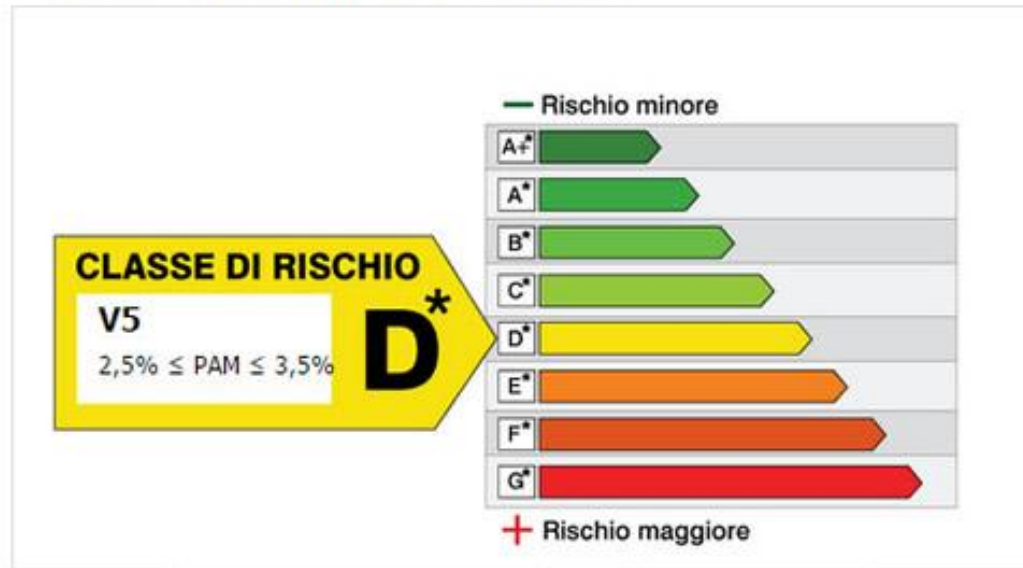 − Rischio minore
A+*
A*
B*
C*
D*
E*
F*
G*
+ Rischio maggiore
CLASSE DI RISCHIO
V5
2,5% ≤ PAM ≤ 3,5%
D*